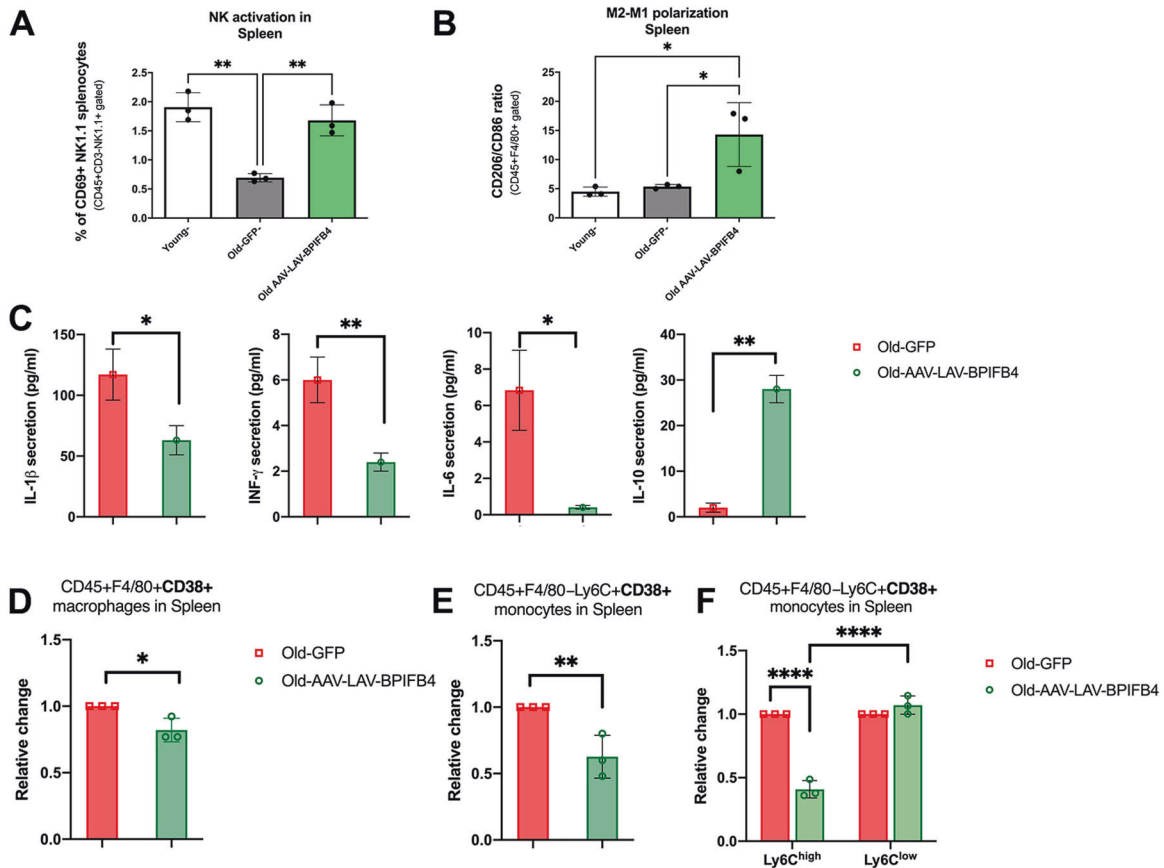 A
NK activation in
Spleen
% of CD69+ NK1.1 splenocytes
(CD45+CD3-NK1.1+ gated)
2.5
2.0
1.5
1.0
0.5
0.0
**
**
Young-
Old-GFP-
Old AAV-LAV-BPIFB4
B
M2-M1 polarization
Spleen
CD206/CD86 ratio
(CD45+F4/80+ gated)
25
20
15
10
5
0
*
*
Young-
Old-GFP-
Old AAV-LAV-BPIFB4
C
IL-1β secretion (pg/ml)
150
100
50
0
*
INF-γ secretion (pg/ml)
8
6
4
2
0
**
IL-6 secretion (pg/ml)
10
8
6
4
2
0
*
IL-10 secretion (pg/ml)
40
30
20
10
0
**
Old-GFP
Old-AAV-LAV-BPIFB4
D
CD45+F4/80+CD38+
macrophages in Spleen
Relative change
1.5
1.0
0.5
0.0
*
Old-GFP
Old-AAV-LAV-BPIFB4
E
CD45+F4/80–Ly6C+CD38+
monocytes in Spleen
Relative change
1.5
1.0
0.5
0.0
**
F
CD45+F4/80–Ly6C+CD38+
monocytes in Spleen
Relative change
1.5
1.0
0.5
0.0
****
****
Ly6Chigh
Ly6Clow
Old-GFP
Old-AAV-LAV-BPIFB4